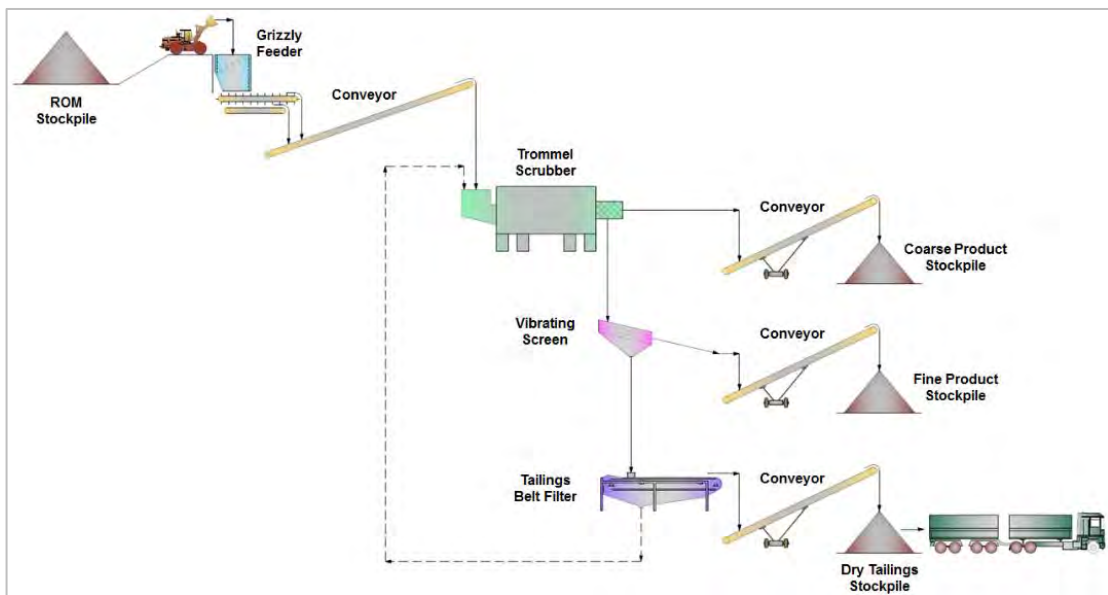 Grizzly
Feeder
ROM
Stockpile
Conveyor
Trommel
Scrubber
Conveyor
Coarse Product
Stockpile
Vibrating
Screen
Conveyor
Fine Product
Stockpile
Tailings
Belt Filter
Conveyor
Dry Tailings
Stockpile